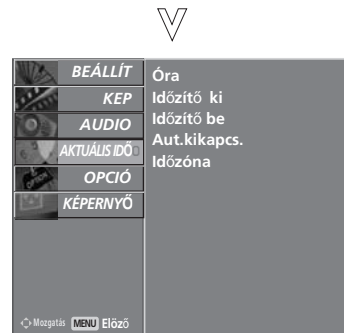 BEÁLLÍT
KEP
AUDIO
AKTUÁLIS IDŐ
OPCIÓ
KÉPERNYŐ
Óra
Időzítő ki
Időzítő be
Aut.kikapcs.
Időzóna
Mozgatás MENU Előző